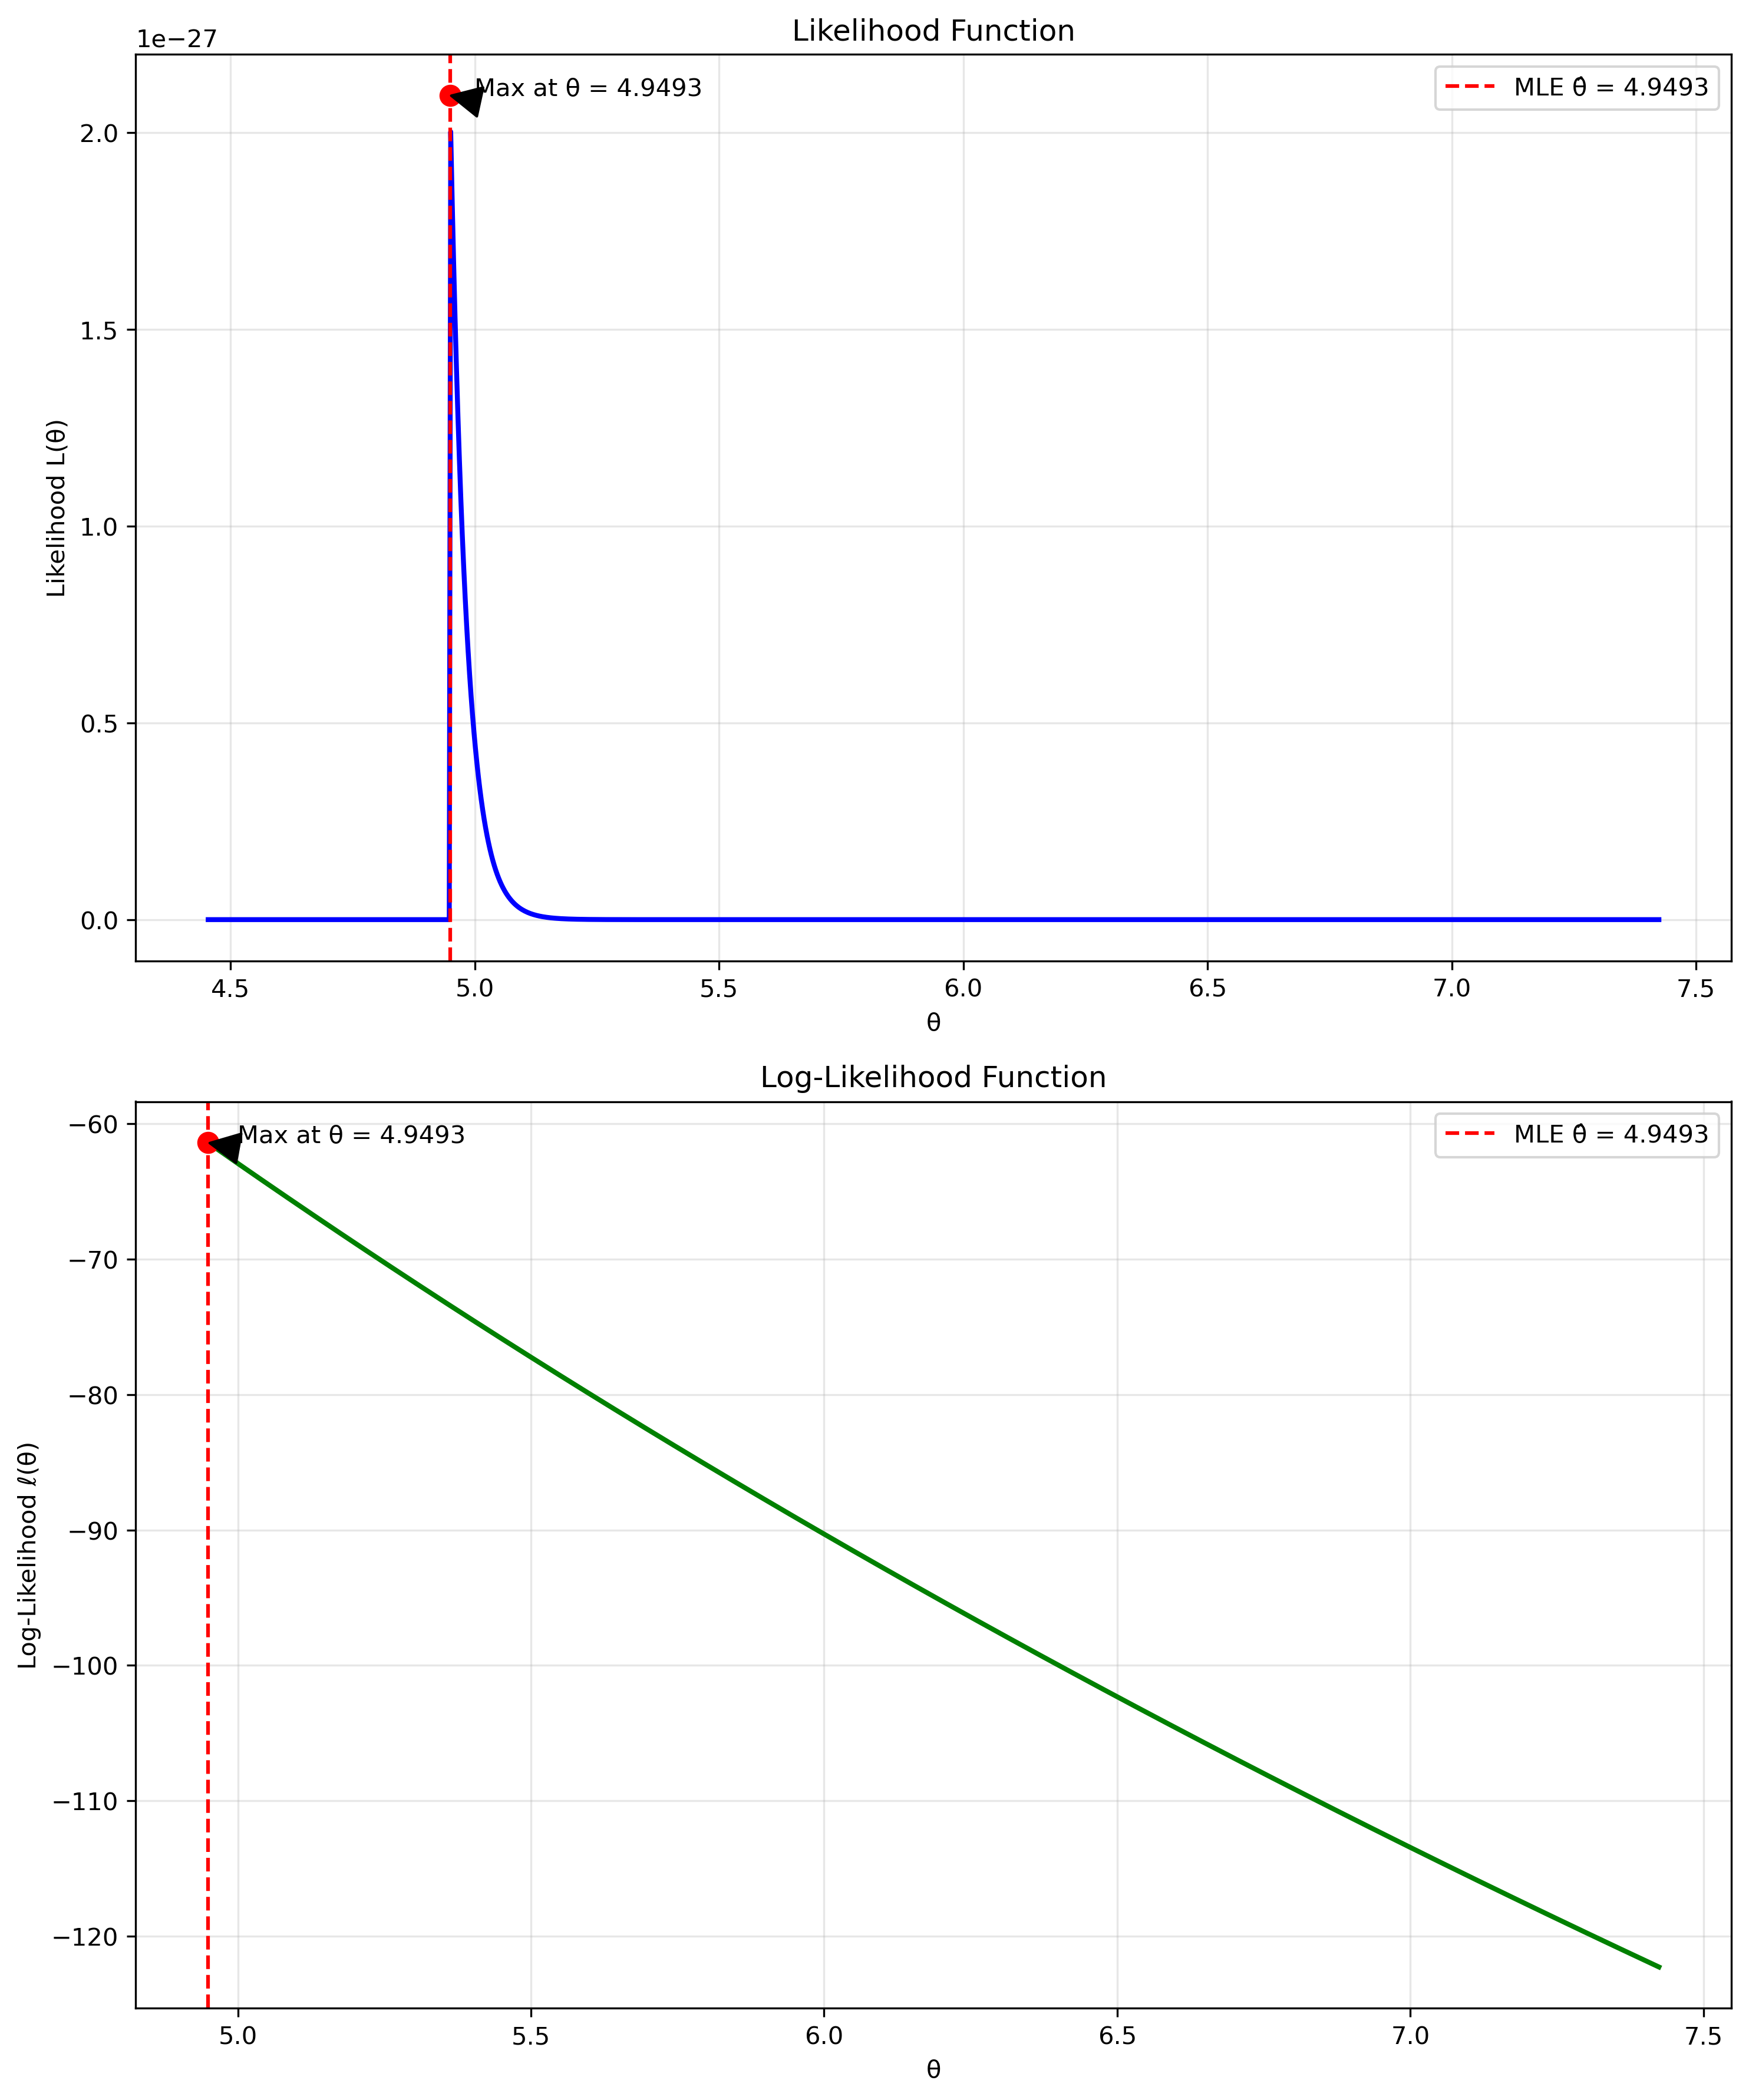 Likelihood Function
1e−27
Max at θ = 4.9493
MLE θ̂ = 4.9493
2.0
1.5
1.0
0.5
0.0
Likelihood L(θ)
4.5 5.0 5.5 6.0 6.5 7.0 7.5
θ
Log-Likelihood Function
Max at θ = 4.9493
MLE θ̂ = 4.9493
−60
−70
−80
−90
−100
−110
−120
Log-Likelihood ℓ(θ)
5.0 5.5 6.0 6.5 7.0 7.5
θ